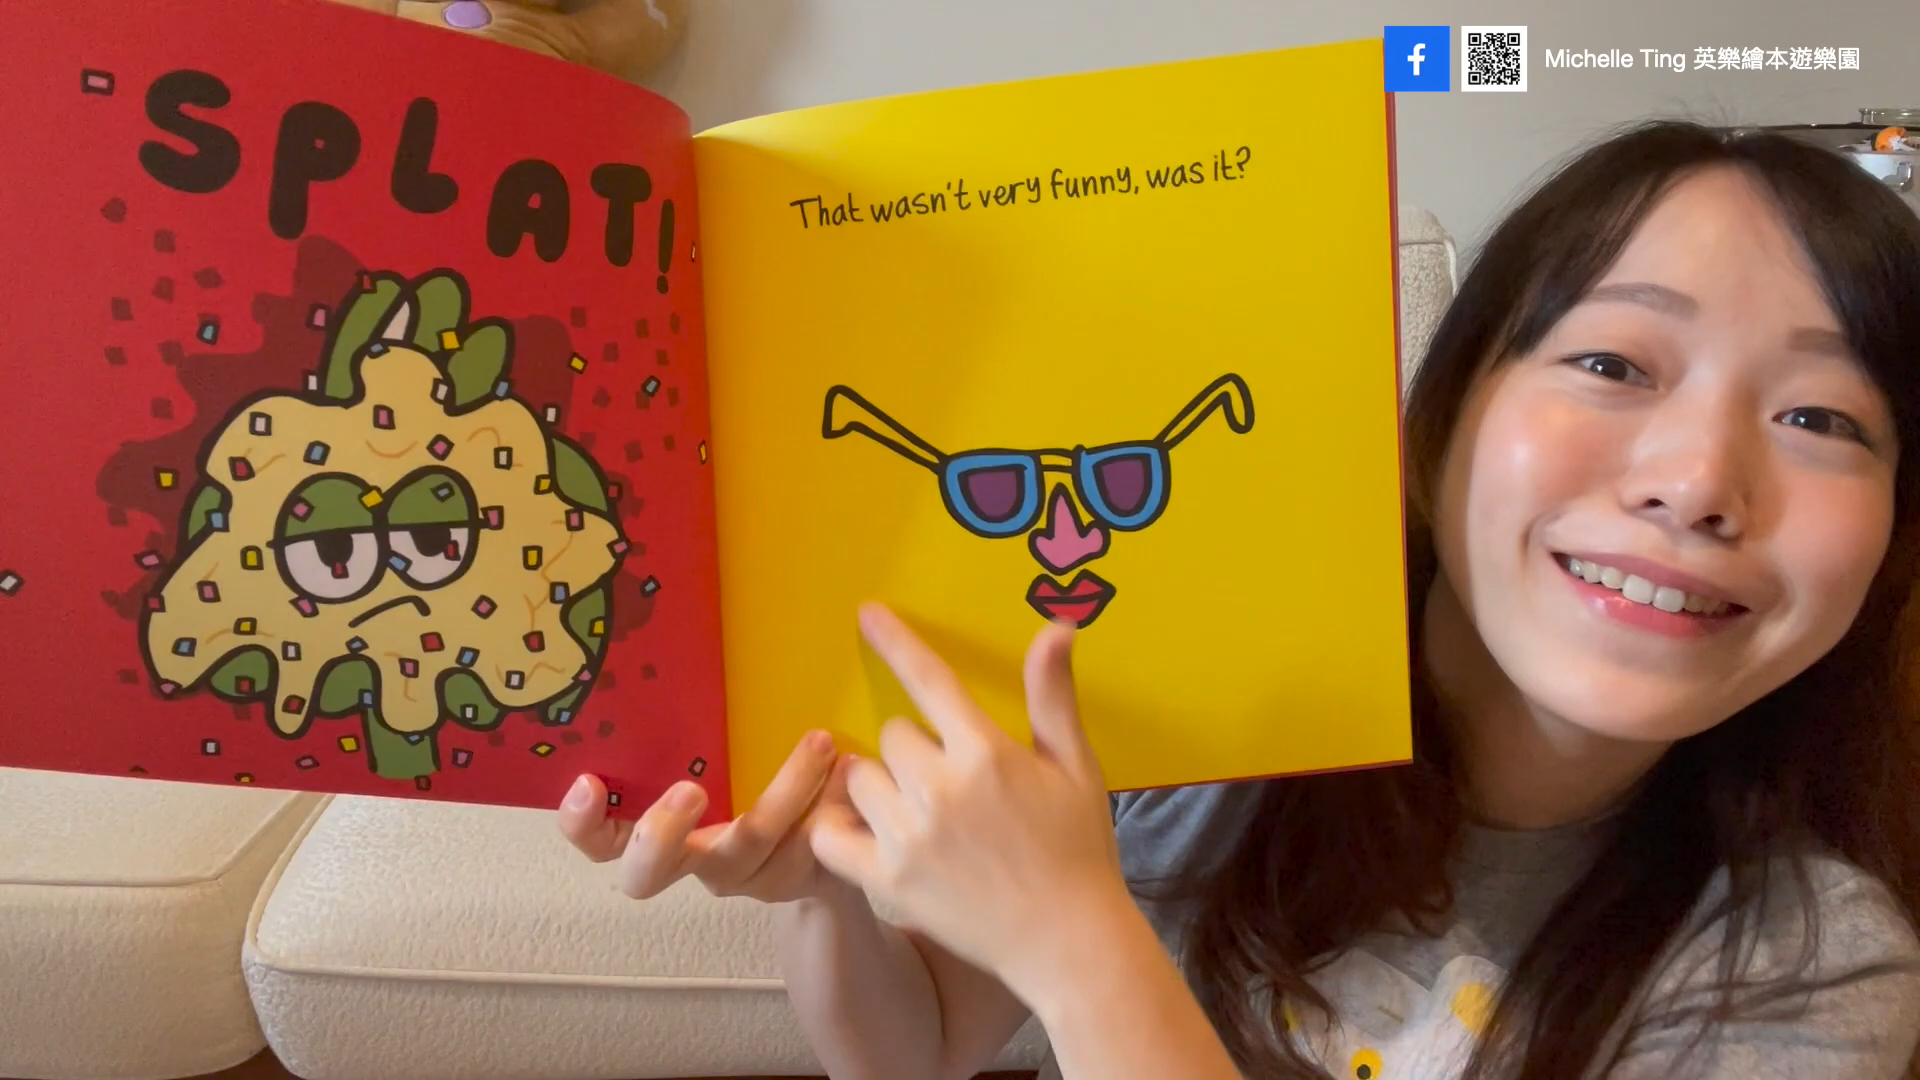 SPLAT!
That wasn't very funny, was it?
Michelle Ting 英樂繪本遊樂園